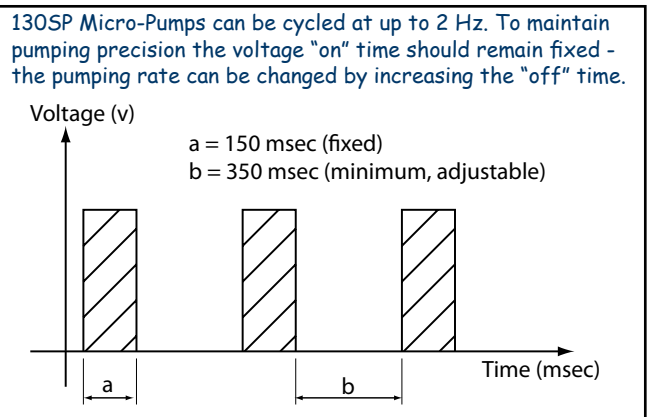 130SP Micro-Pumps can be cycled at up to 2 Hz. To maintain
pumping precision the voltage “on” time should remain fixed -
the pumping rate can be changed by increasing the “off” time.
Voltage (v)
a = 150 msec (fixed)
b = 350 msec (minimum, adjustable)
Time (msec)
a
b